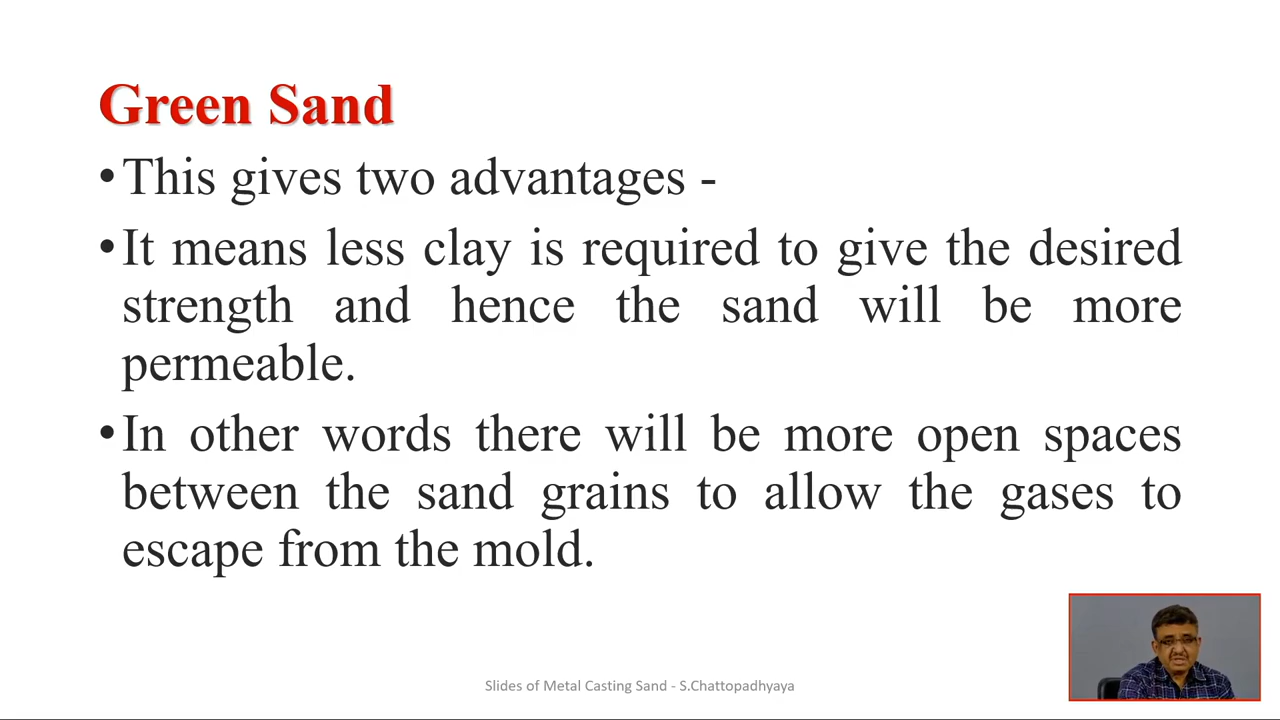 Green Sand
•This gives two advantages -
•It means less clay is required to give the desired
strength and hence the sand will be more
permeable.
•In other words there will be more open spaces
between the sand grains to allow the gases to
escape from the mold.
Slides of Metal Casting Sand - S.Chattopadhyaya